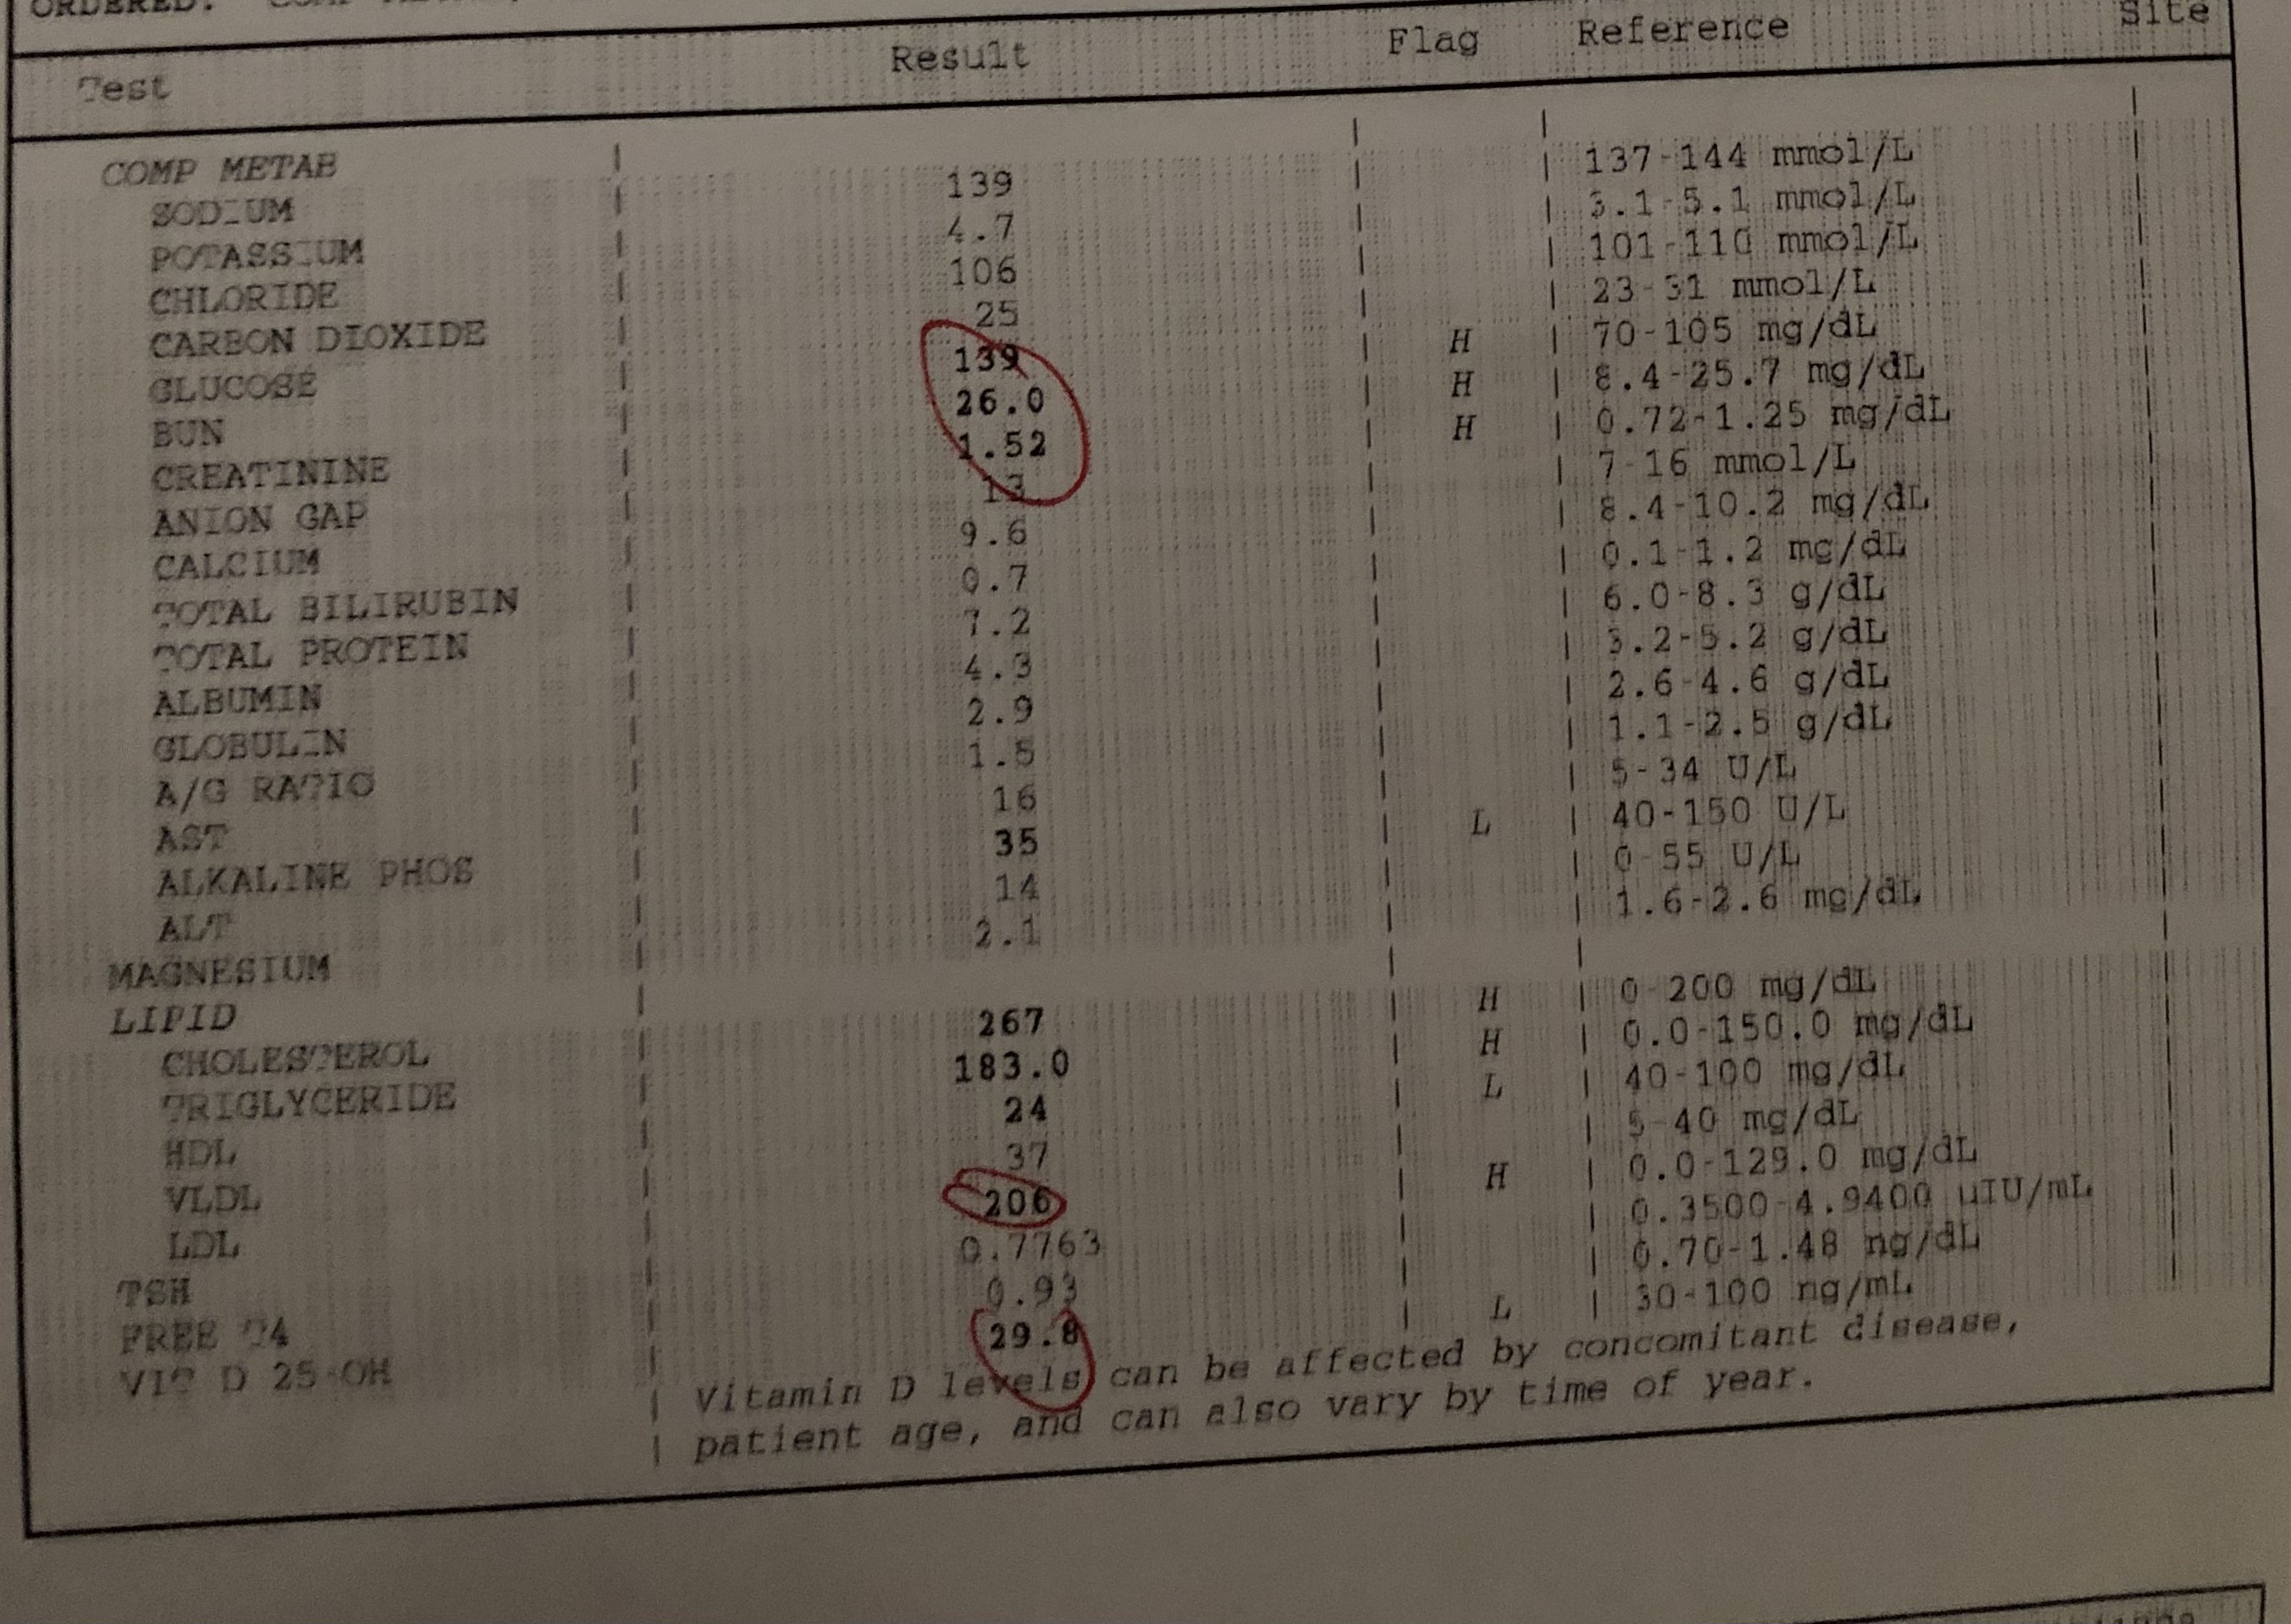 ORDERED:
Test Result Flag Reference Site
COMP METAB
SODIUM 139 137-144 mmol/L
POTASSIUM 4.7 3.1-5.1 mmol/L
CHLORIDE 106 101-110 mmol/L
CARBON DIOXIDE 25 23-31 mmol/L
GLUCOSE 139 H 70-105 mg/dL
BUN 26.0 H 8.4-25.7 mg/dL
CREATININE 1.52 H 0.72-1.25 mg/dL
ANION GAP 13 7-16 mmol/L
CALCIUM 9.6 8.4-10.2 mg/dL
TOTAL BILIRUBIN 0.7 0.1-1.2 mg/dL
TOTAL PROTEIN 7.2 6.0-8.3 g/dL
ALBUMIN 4.3 3.2-5.2 g/dL
GLOBULIN 2.9 2.6-4.6 g/dL
A/G RATIO 1.5 1.1-2.5 g/dL
AST 16 5-34 U/L
ALKALINE PHOS 35 L 40-150 U/L
ALT 14 0-55 U/L
MAGNESIUM 2.1 1.6-2.6 mg/dL
LIPID
CHOLESTEROL 267 H 0-200 mg/dL
TRIGLYCERIDE 183.0 H 0.0-150.0 mg/dL
HDL 24 L 40-100 mg/dL
VLDL 37 5-40 mg/dL
LDL 206 H 0.0-129.0 mg/dL
TSH 0.7763 0.3500-4.9400 uIU/mL
FREE T4 0.93 0.70-1.48 ng/dL
VIT D 25-OH 29.8 L 30-100 ng/mL
Vitamin D levels can be affected by concomitant disease,
patient age, and can also vary by time of year.